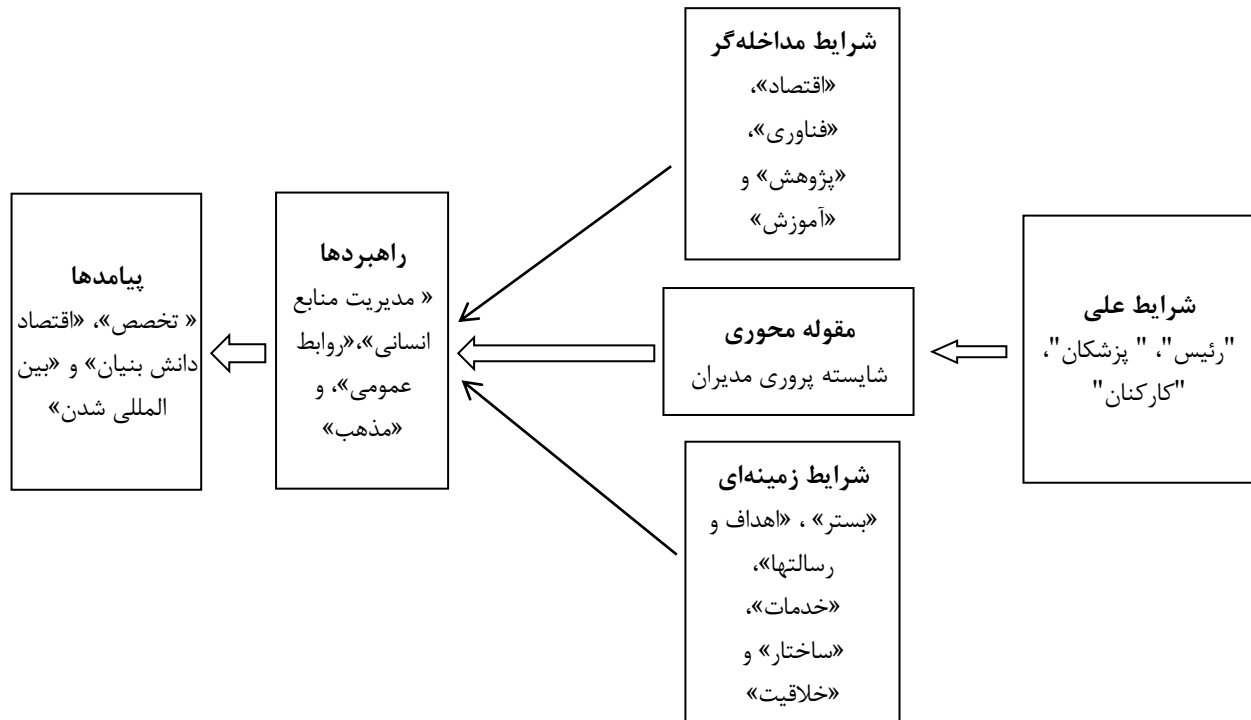 شرایط علی
"رئیس"، " پزشکان"،
"کارکنان"
شرایط مداخله‌گر
«اقتصاد»،
«فناوری»،
«پژوهش» و
«آموزش»
مقوله محوری
شایسته پروری مدیران
شرایط زمینه‌ای
«بستر» ، «اهداف و
رسالتها»،
«خدمات»،
«ساختار» و
«خلاقیت»
راهبردها
« مدیریت منابع
انسانی»،«روابط
عمومی»، و
«مذهب»
پیامدها
« تخصص»، «اقتصاد
دانش بنیان» و «بین
المللی شدن»